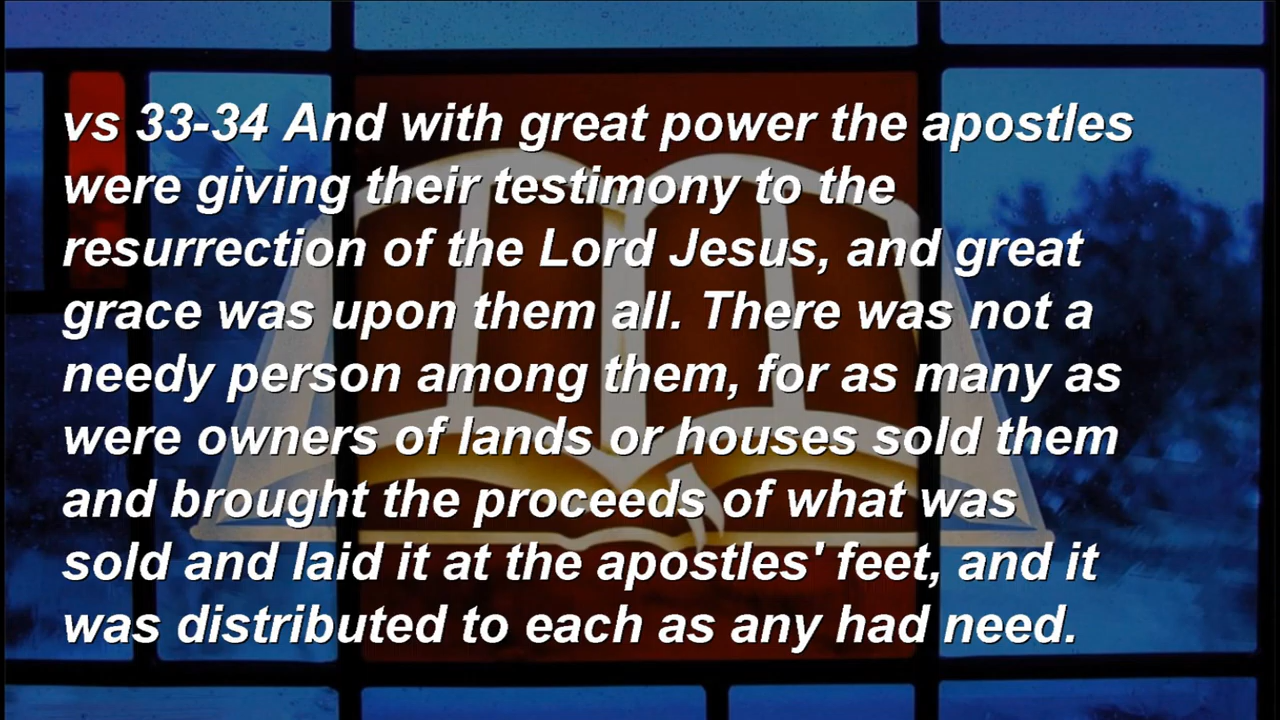 vs 33-34 And with great power the apostles
were giving their testimony to the
resurrection of the Lord Jesus, and great
grace was upon them all. There was not a
needy person among them, for as many as
were owners of lands or houses sold them
and brought the proceeds of what was
sold and laid it at the apostles' feet, and it
was distributed to each as any had need.